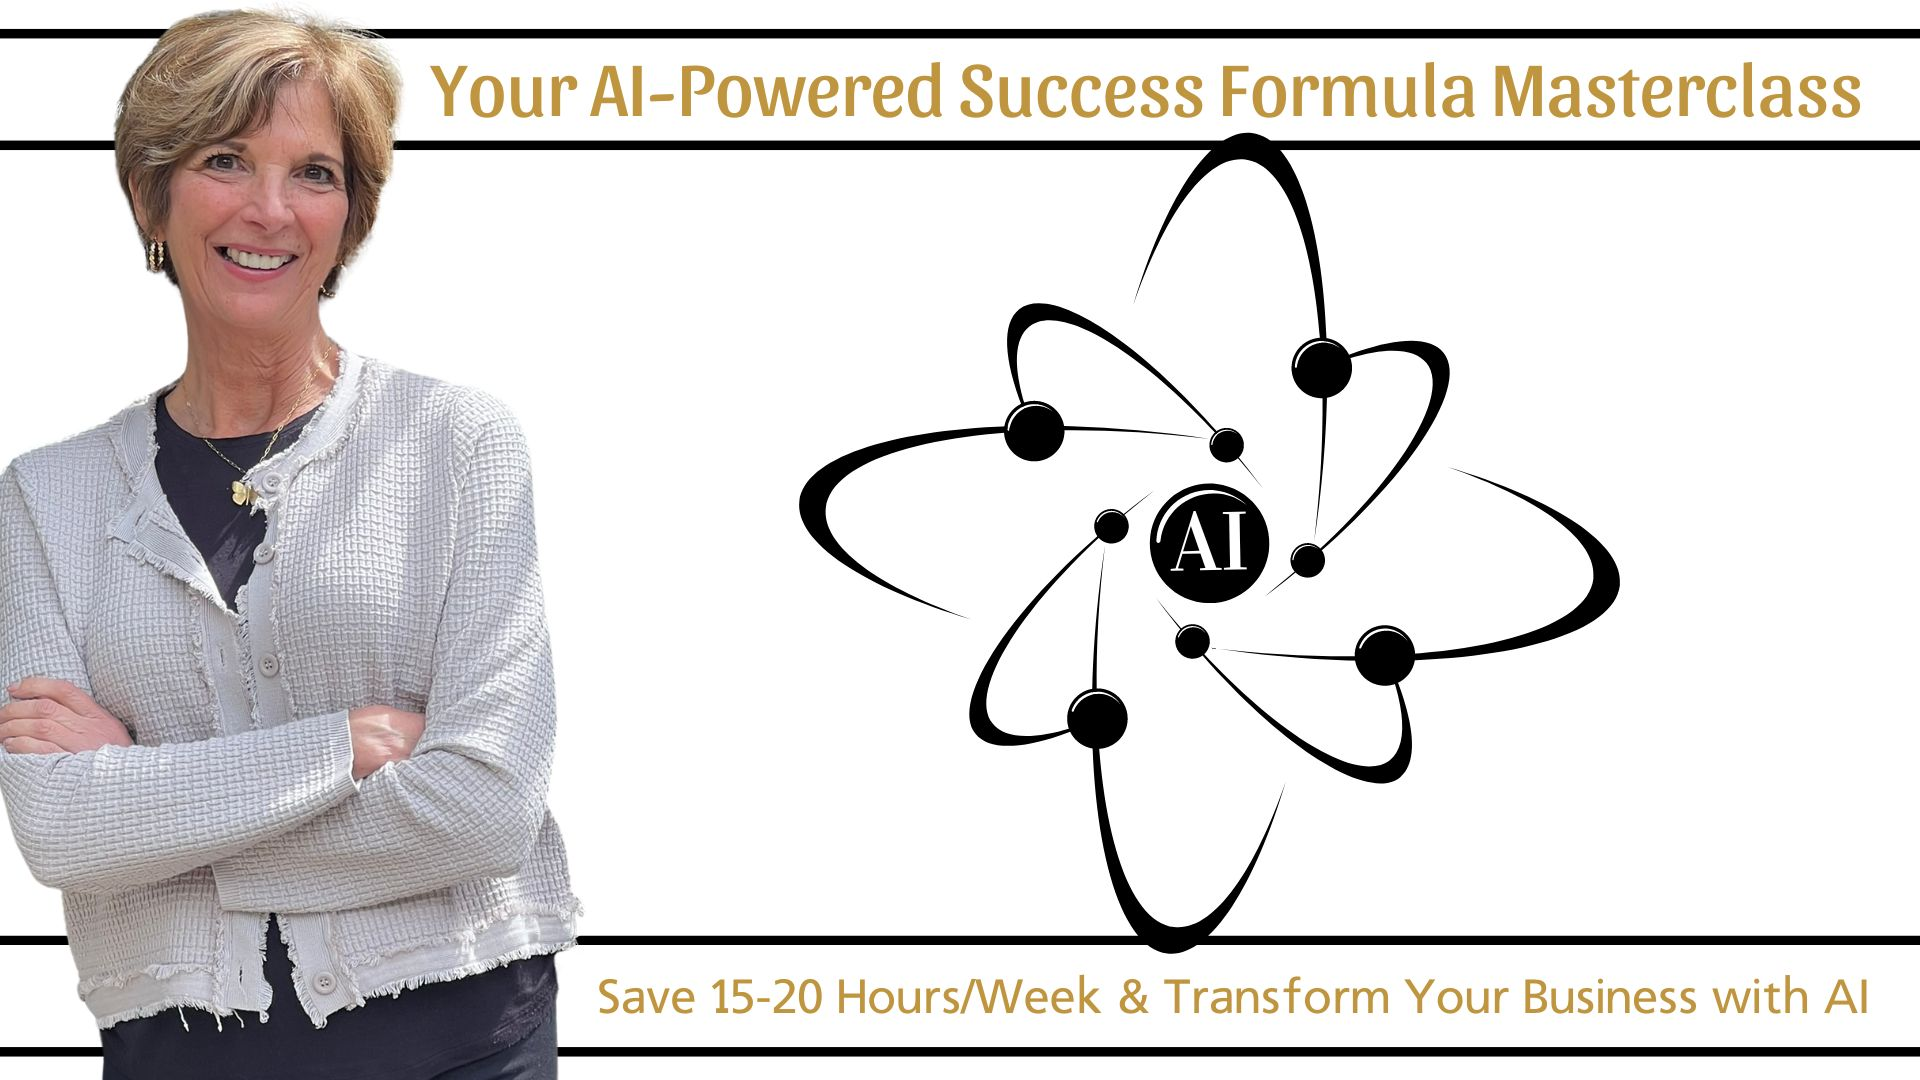 Your AI-Powered Success Formula Masterclass
AI
Save 15-20 Hours/Week & Transform Your Business with AI